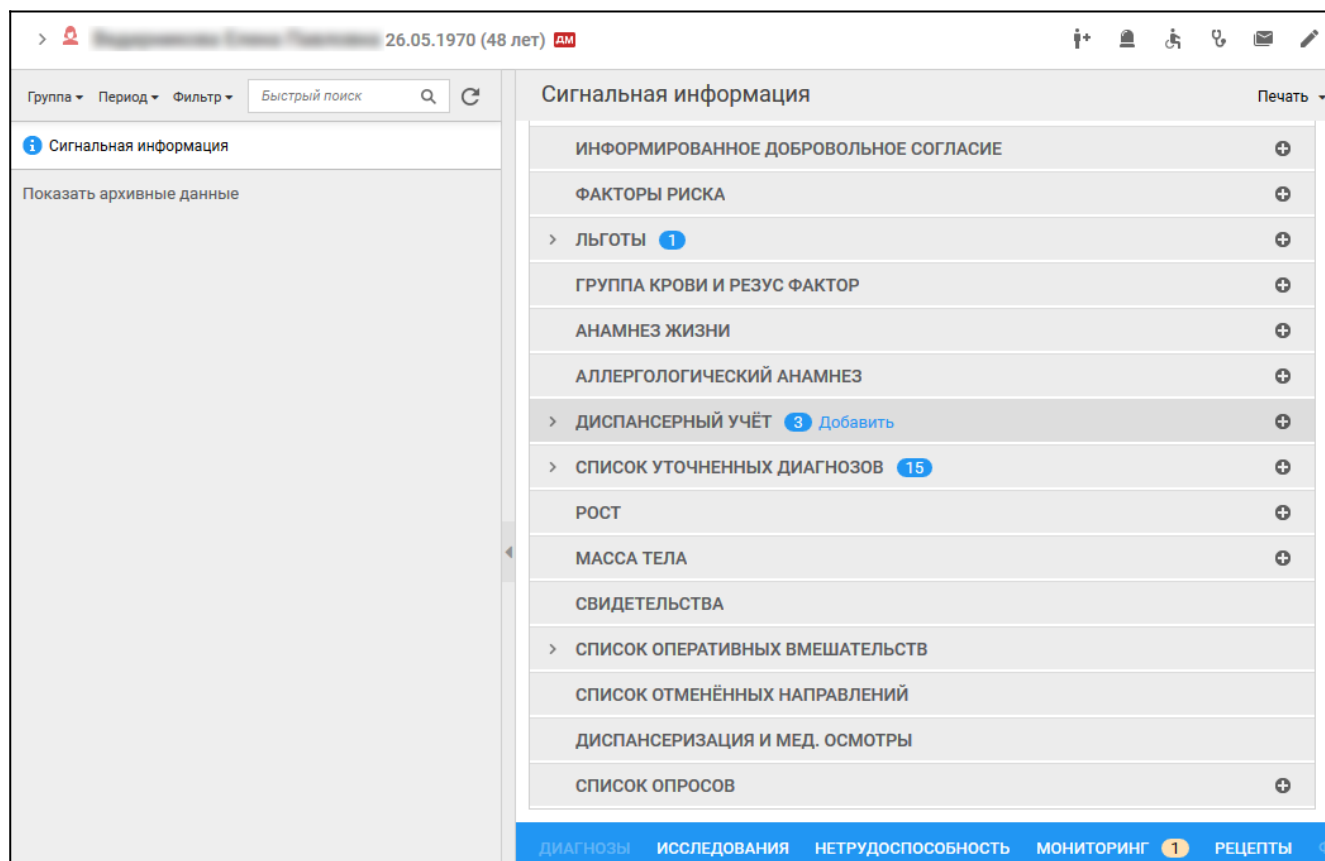 26.05.1970 (48 лет) ДМ
Группа Период Фильтр Быстрый поиск
Сигнальная информация
Показать архивные данные
Сигнальная информация Печать
ИНФОРМИРОВАННОЕ ДОБРОВОЛЬНОЕ СОГЛАСИЕ
ФАКТОРЫ РИСКА
ЛЬГОТЫ 1
ГРУППА КРОВИ И РЕЗУС ФАКТОР
АНАМНЕЗ ЖИЗНИ
АЛЛЕРГОЛОГИЧЕСКИЙ АНАМНЕЗ
ДИСПАНСЕРНЫЙ УЧЁТ 3 Добавить
СПИСОК УТОЧНЕННЫХ ДИАГНОЗОВ 15
РОСТ
МАССА ТЕЛА
СВИДЕТЕЛЬСТВА
СПИСОК ОПЕРАТИВНЫХ ВМЕШАТЕЛЬСТВ
СПИСОК ОТМЕНЁННЫХ НАПРАВЛЕНИЙ
ДИСПАНСЕРИЗАЦИЯ И МЕД. ОСМОТРЫ
СПИСОК ОПРОСОВ
ДИАГНОЗЫ ИССЛЕДОВАНИЯ НЕТРУДОСПОСОБНОСТЬ МОНИТОРИНГ 1 РЕЦЕПТЫ